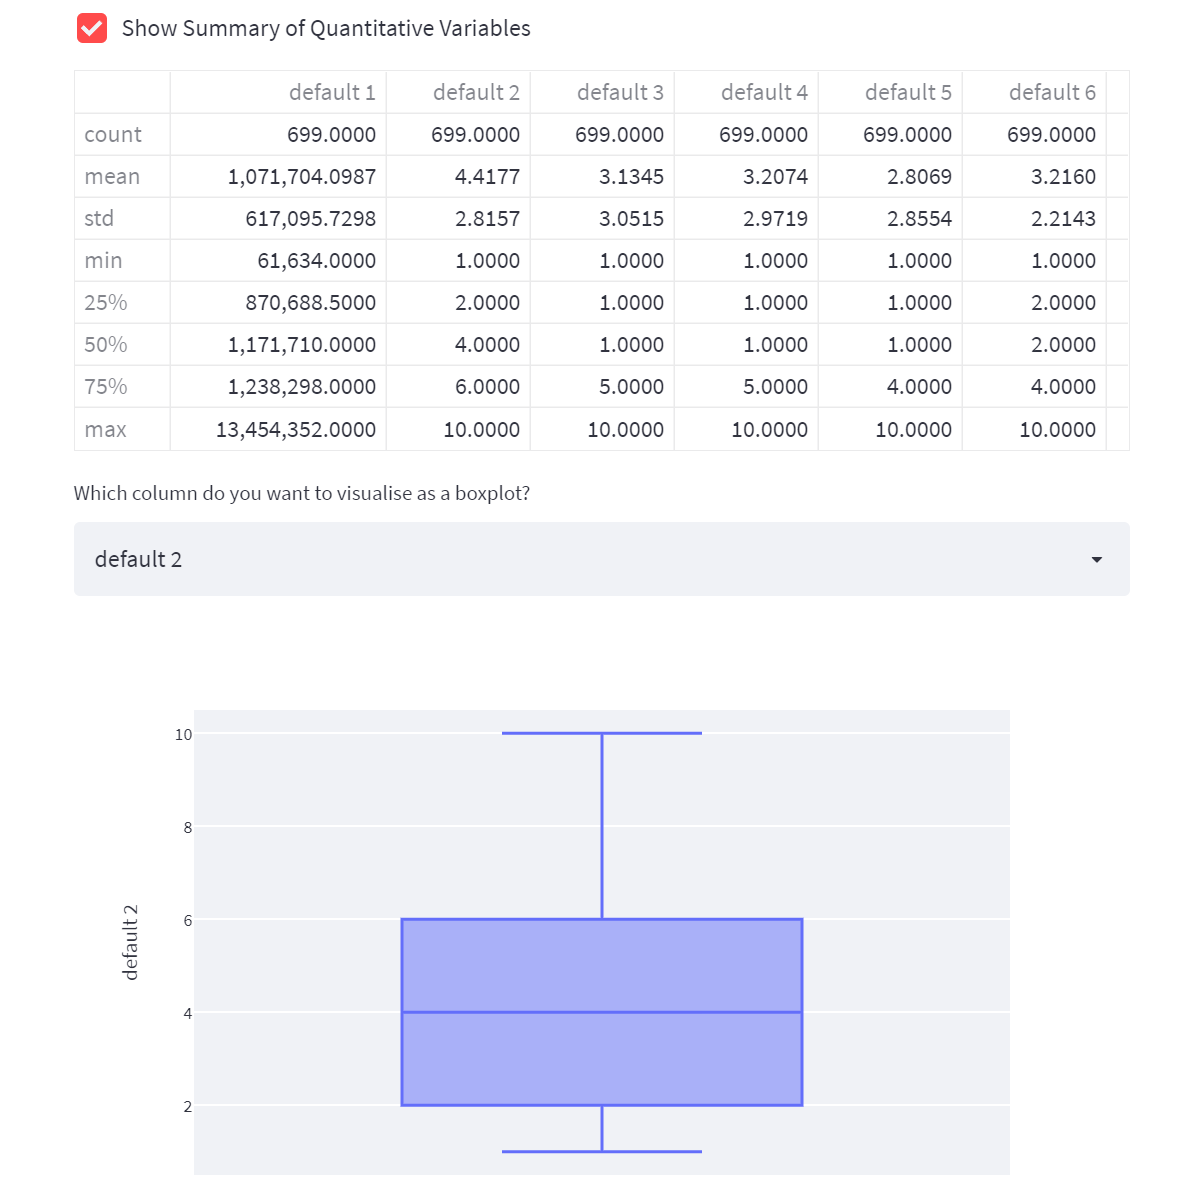 Show Summary of Quantitative Variables
default 1 default 2 default 3 default 4 default 5 default 6
count 699.0000 699.0000 699.0000 699.0000 699.0000 699.0000
mean 1,071,704.0987 4.4177 3.1345 3.2074 2.8069 3.2160
std 617,095.7298 2.8157 3.0515 2.9719 2.8554 2.2143
min 61,634.0000 1.0000 1.0000 1.0000 1.0000 1.0000
25% 870,688.5000 2.0000 1.0000 1.0000 1.0000 2.0000
50% 1,171,710.0000 4.0000 1.0000 1.0000 1.0000 2.0000
75% 1,238,298.0000 6.0000 5.0000 5.0000 4.0000 4.0000
max 13,454,352.0000 10.0000 10.0000 10.0000 10.0000 10.0000
Which column do you want to visualise as a boxplot?
default 2
10
8
6
default 2
4
2